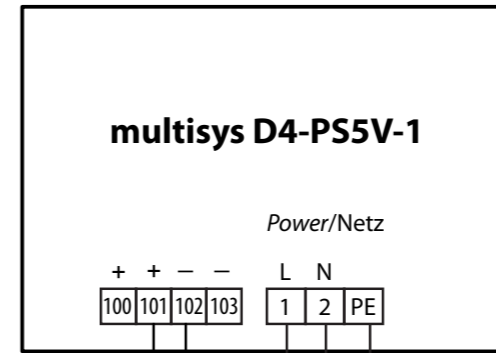 multisys D4-PS5V-1
Power/Netz
+ + − − L N
100 101 102 103 1 2 PE